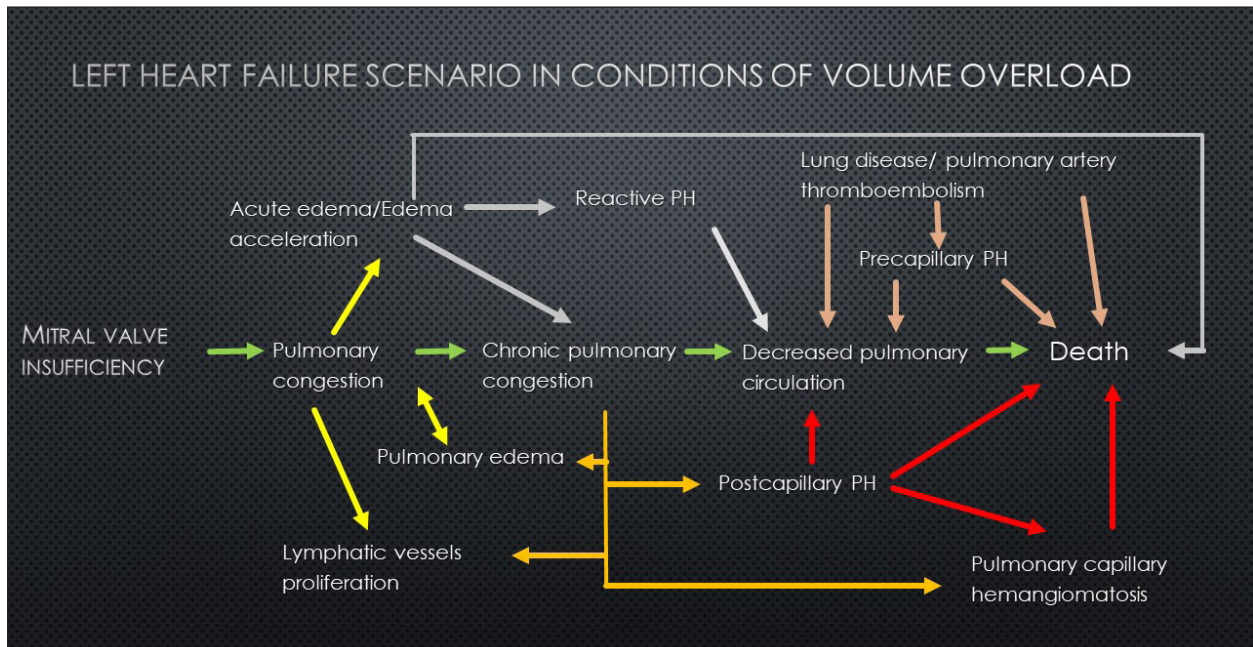 LEFT HEART FAILURE SCENARIO IN CONDITIONS OF VOLUME OVERLOAD
Lung disease/ pulmonary artery
thromboembolism
Acute edema/Edema
acceleration
Reactive PH
Precapillary PH
MITRAL VALVE
INSUFFICIENCY
Pulmonary
congestion
Chronic pulmonary
congestion
Decreased pulmonary
circulation
Death
Pulmonary edema
Postcapillary PH
Lymphatic vessels
proliferation
Pulmonary capillary
hemangiomatosis